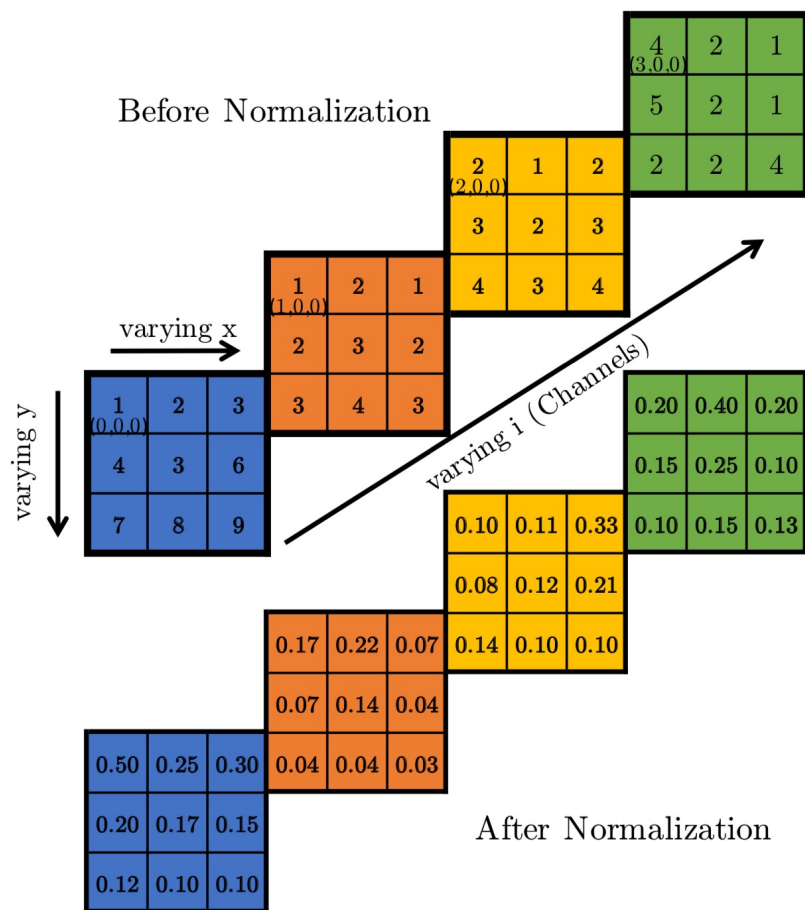 4 2 1
(3,0,0)
5 2 1
2 2 4
Before Normalization
2 1 2
(2,0,0)
3 2 3
4 3 4
1 2 1
(1,0,0)
2 3 2
3 4 3
varying x
varying y
1 2 3
(0,0,0)
4 3 6
7 8 9
varying i (Channels)
0.20 0.40 0.20
0.15 0.25 0.10
0.10 0.15 0.13
0.10 0.11 0.33
0.08 0.12 0.21
0.14 0.10 0.10
0.17 0.22 0.07
0.07 0.14 0.04
0.04 0.04 0.03
0.50 0.25 0.30
0.20 0.17 0.15
0.12 0.10 0.10
After Normalization